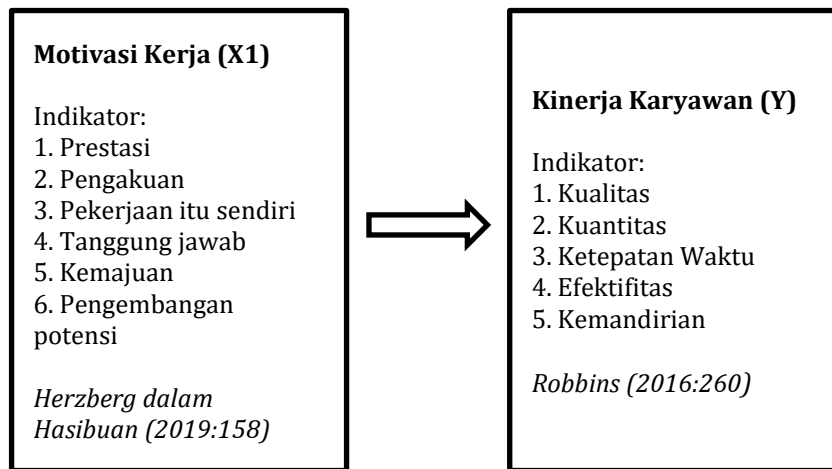 Motivasi Kerja (X1)
Indikator:
1. Prestasi
2. Pengakuan
3. Pekerjaan itu sendiri
4. Tanggung jawab
5. Kemajuan
6. Pengembangan
potensi
Herzberg dalam
Hasibuan (2019:158)
Kinerja Karyawan (Y)
Indikator:
1. Kualitas
2. Kuantitas
3. Ketepatan Waktu
4. Efektifitas
5. Kemandirian
Robbins (2016:260)